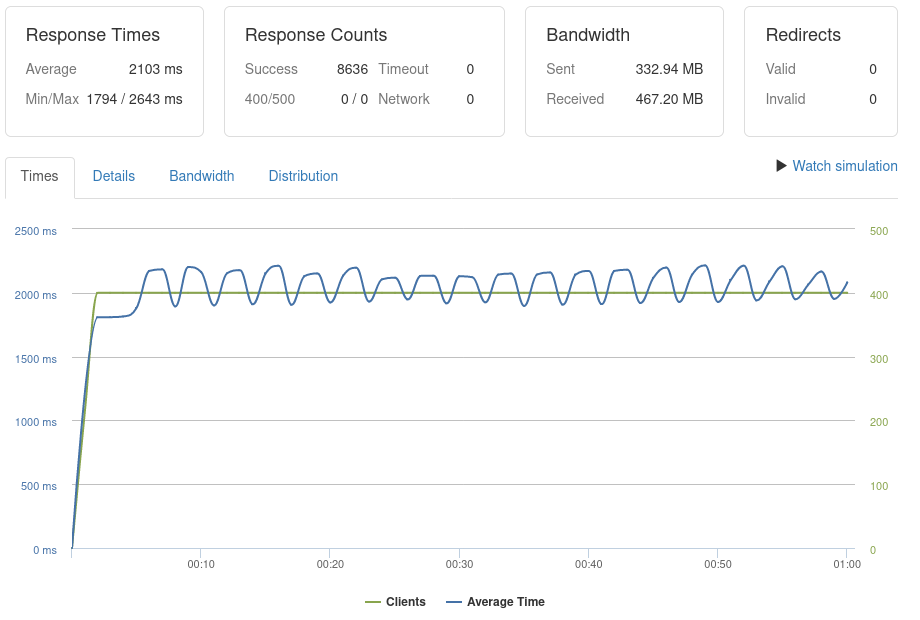 Response Times
Average 2103 ms
Min/Max 1794 / 2643 ms
Response Counts
Success 8636 Timeout 0
400/500 0 / 0 Network 0
Bandwidth
Sent 332.94 MB
Received 467.20 MB
Redirects
Valid 0
Invalid 0
Times Details Bandwidth Distribution
Watch simulation
2500 ms 500
2000 ms 400
1500 ms 300
1000 ms 200
500 ms 100
0 ms 0
00:10 00:20 00:30 00:40 00:50 01:00
Clients Average Time